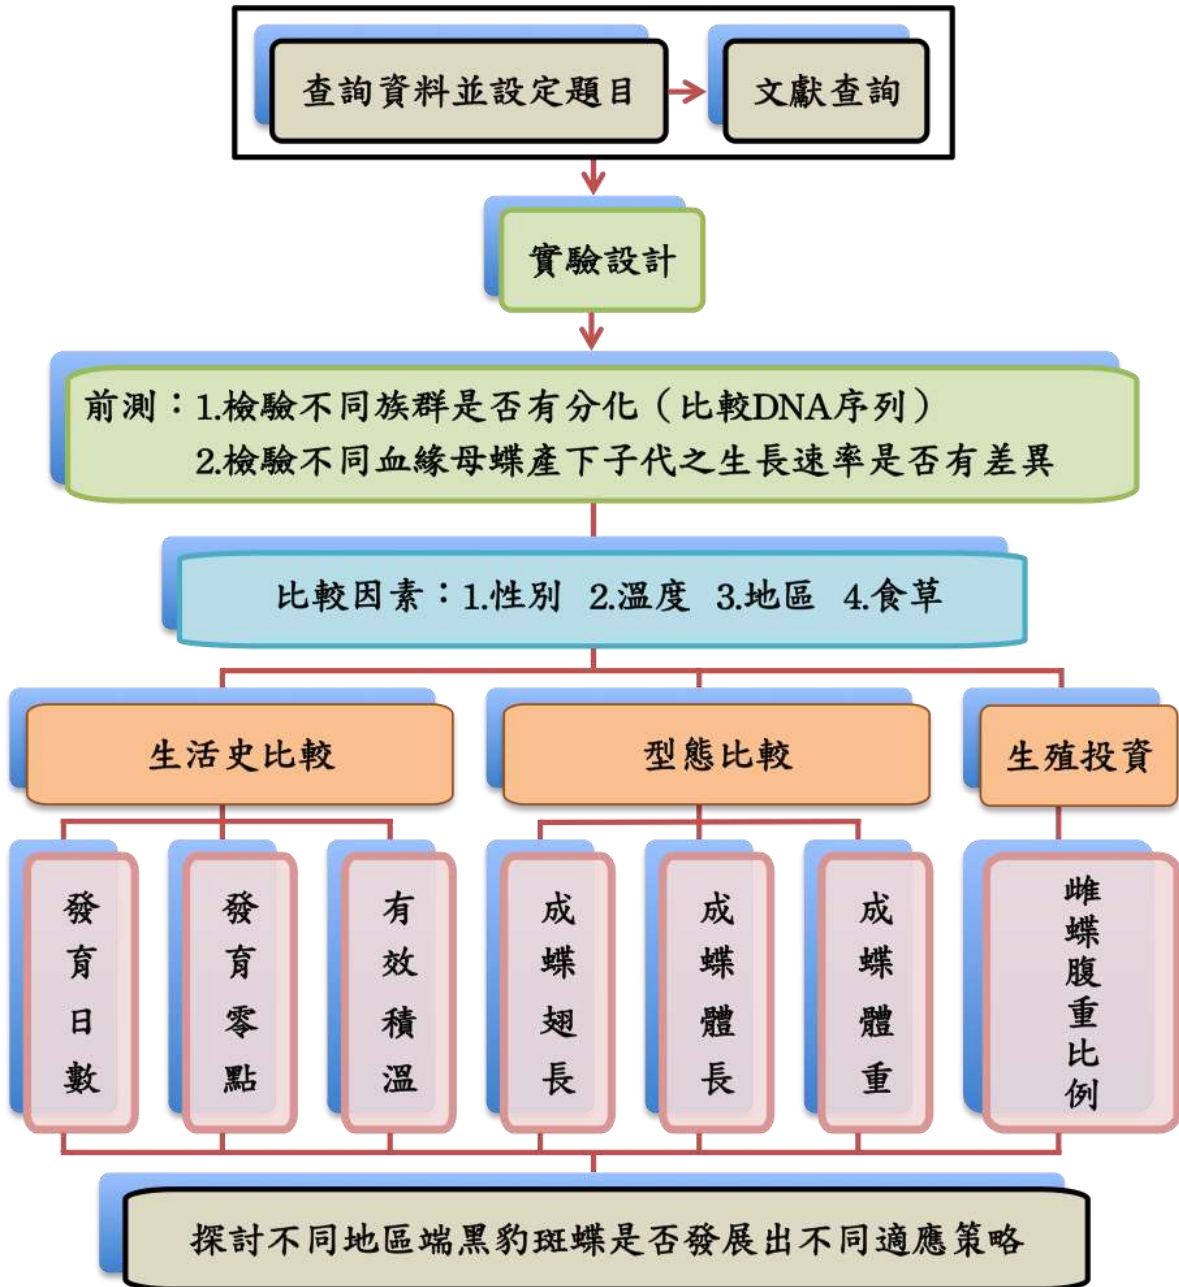 查詢資料並設定題目
文獻查詢
實驗設計
前測：1.檢驗不同族群是否有分化（比較DNA序列）
2.檢驗不同血緣母蝶產下子代之生長速率是否有差異
比較因素：1.性別 2.溫度 3.地區 4.食草
生活史比較
型態比較
生殖投資
發育日數
發育零點
有效積溫
成蝶翅長
成蝶體長
成蝶體重
雌蝶腹重比例
探討不同地區端黑豹斑蝶是否發展出不同適應策略